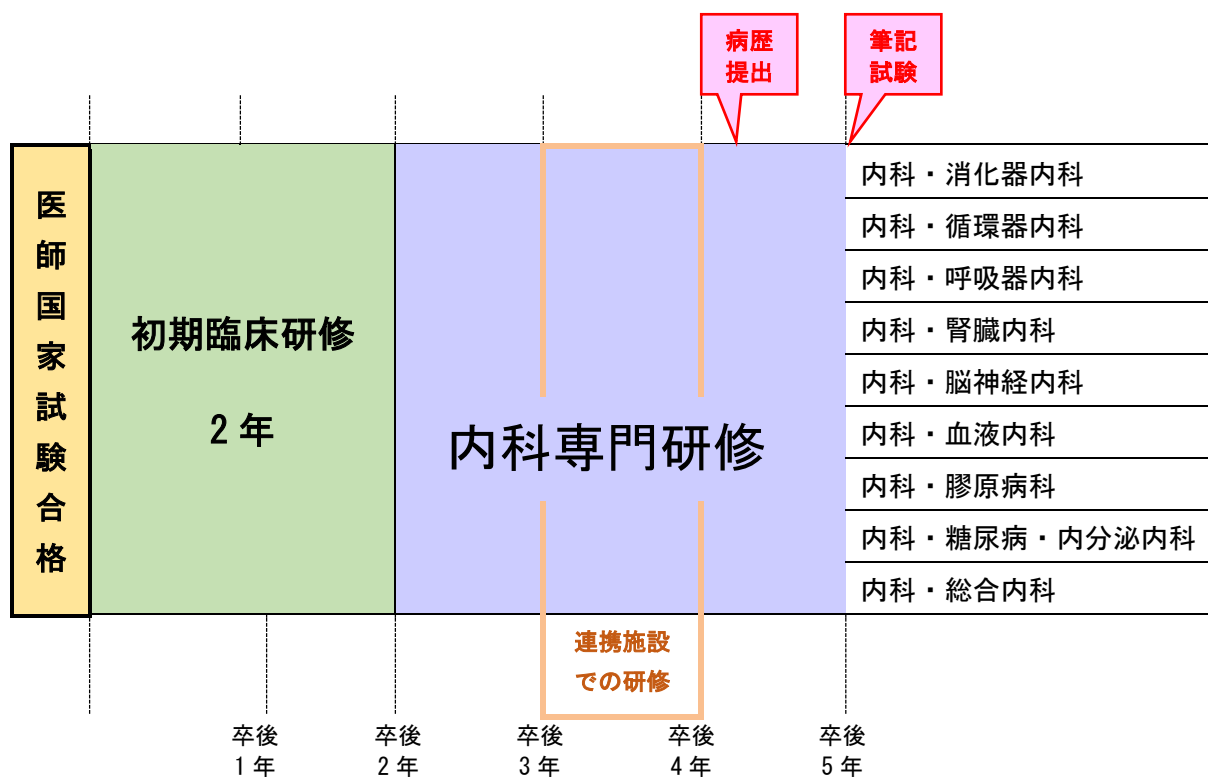 病歴
提出
筆記
試験
医師国家試験合格
初期臨床研修
2 年
内科専門研修
連携施設
での研修
内科・消化器内科
内科・循環器内科
内科・呼吸器内科
内科・腎臓内科
内科・脳神経内科
内科・血液内科
内科・膠原病科
内科・糖尿病・内分泌内科
内科・総合内科
卒後
1 年
卒後
2 年
卒後
3 年
卒後
4 年
卒後
5 年